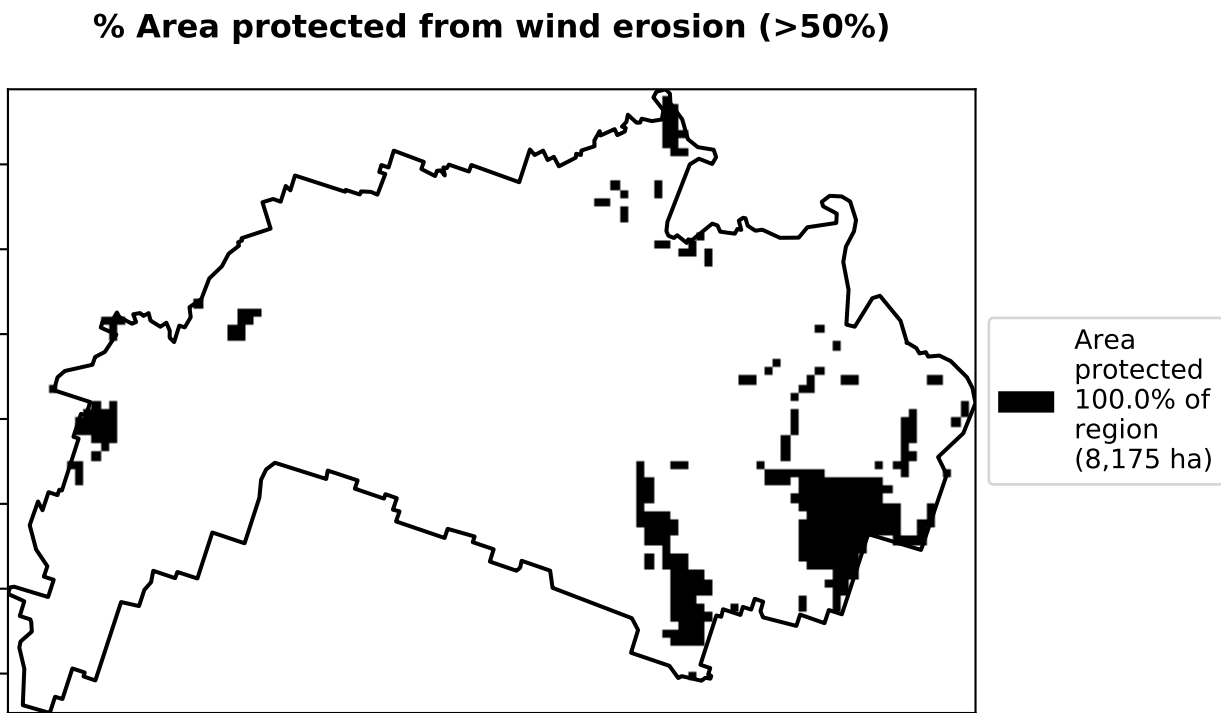 % Area protected from wind erosion (>50%)
Area
protected
100.0% of
region
(8,175 ha)